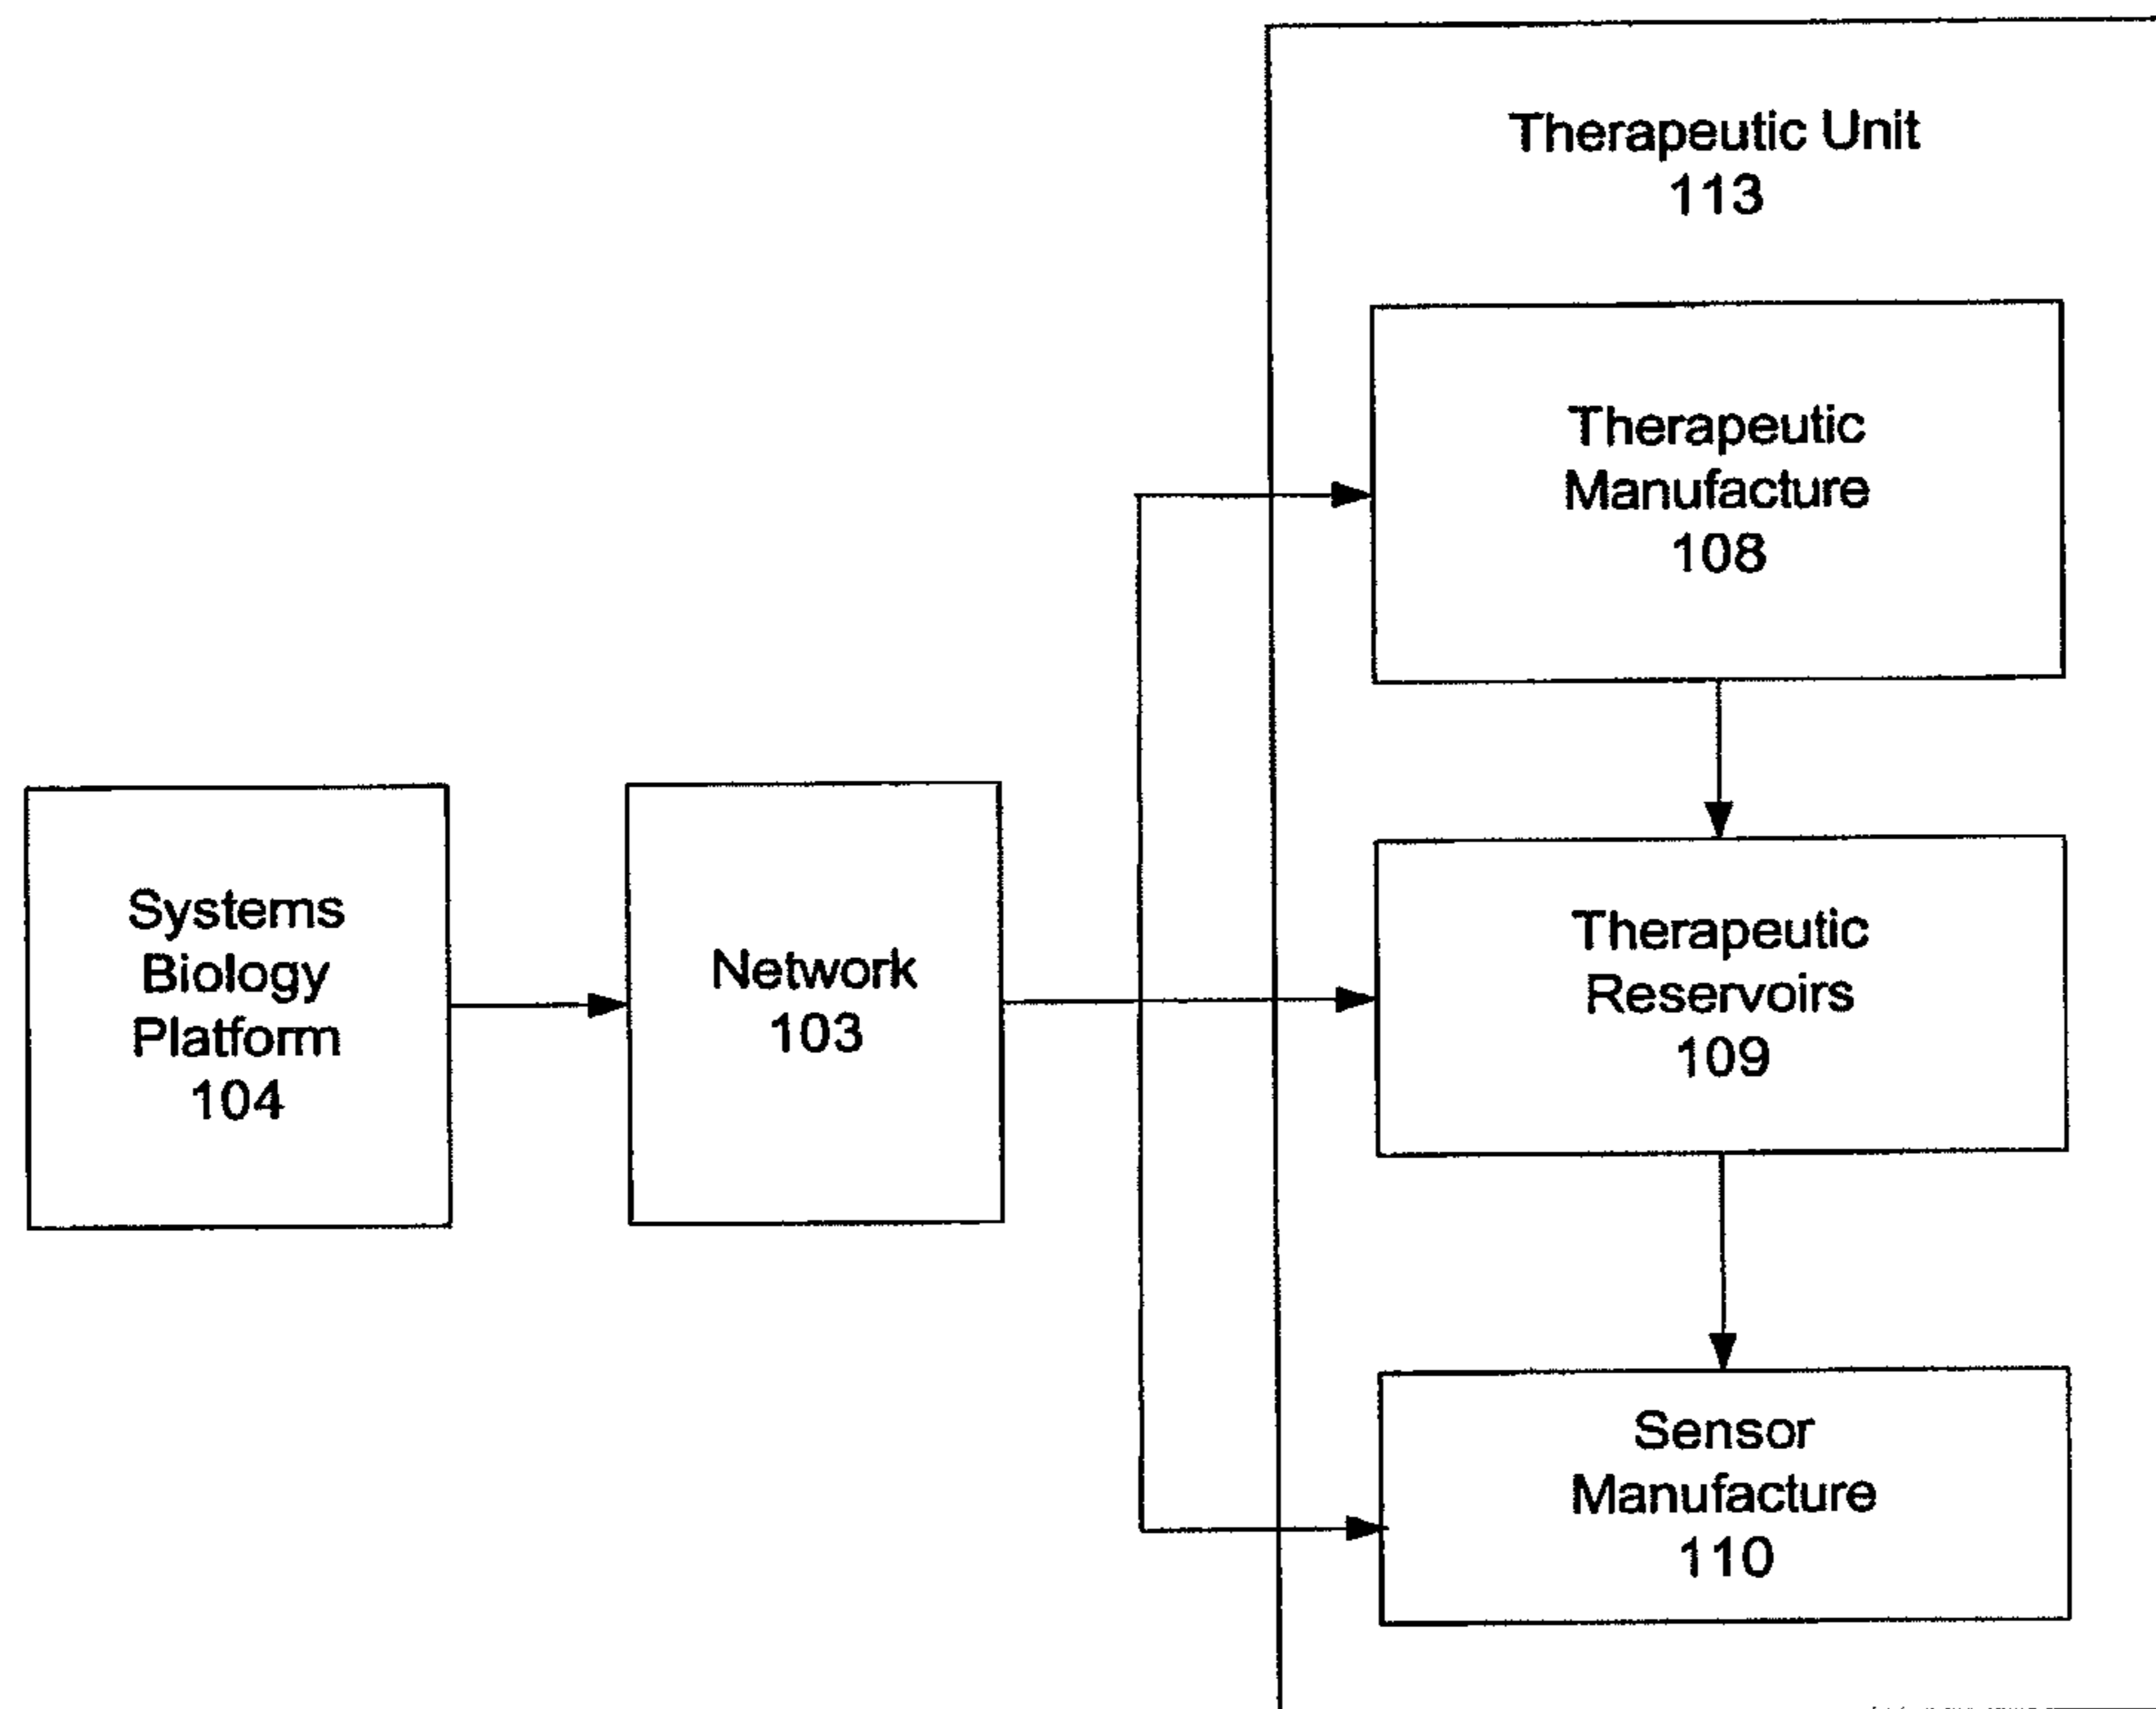 Therapeutic Unit
113
Therapeutic
Manufacture
108
Systems
Biology
Platform
104
Network
103
Therapeutic
Reservoirs
109
Sensor
Manufacture
110